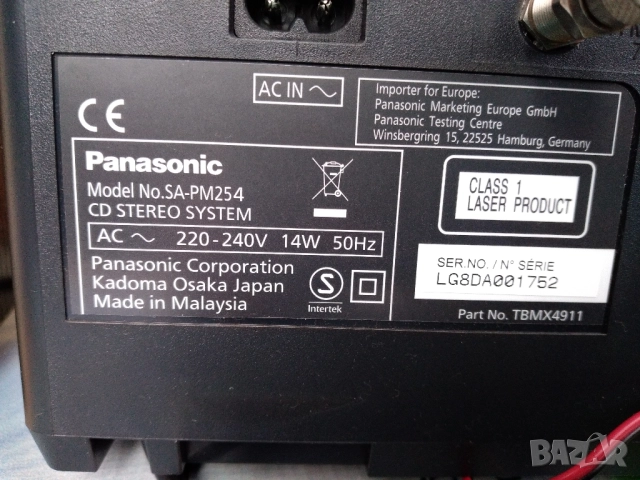 AC IN
Importer for Europe:
Panasonic Marketing Europe GmbH
Panasonic Testing Centre
Winsbergring 15, 22525 Hamburg, Germany
CE
Panasonic
Model No.SA-PM254
CD STEREO SYSTEM
AC 220-240V 14W 50Hz
Panasonic Corporation
Kadoma Osaka Japan
Made in Malaysia
S
Intertek
CLASS 1
LASER PRODUCT
SER.NO. / N° SÉRIE
LG8DA001752
Part No. TBMX4911
BAZAR